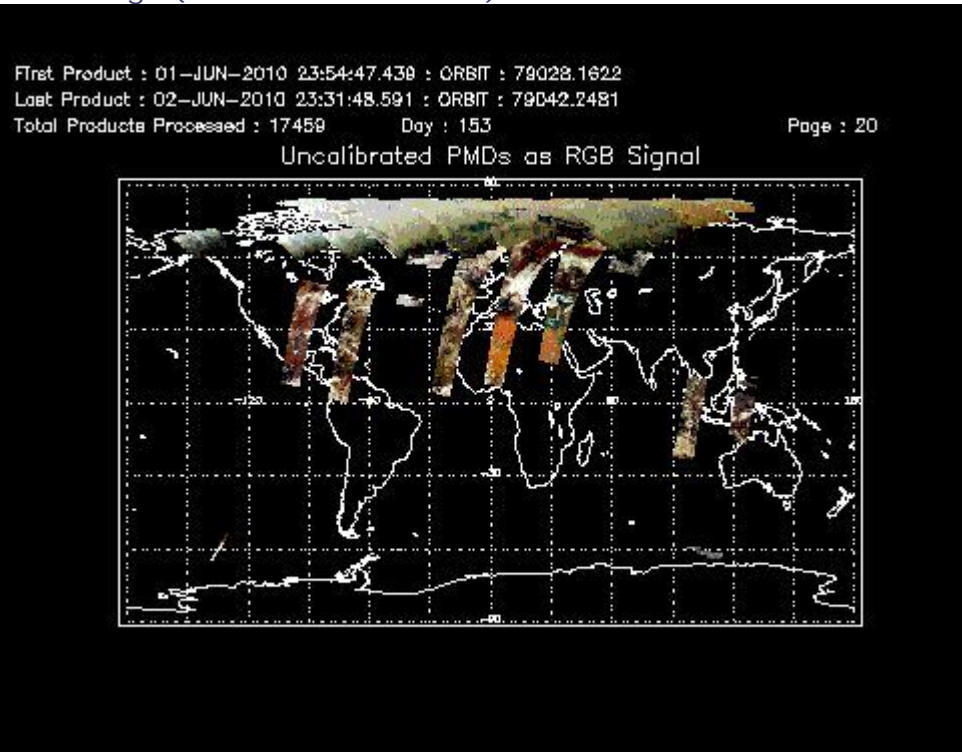 First Product : 01-JUN-2010 23:54:47.439 : ORBIT : 79028.1622
Last Product : 02-JUN-2010 23:31:48.591 : ORBIT : 79042.2481
Total Products Processed : 17459 Day : 153 Page : 20
Uncalibrated PMDs as RGB Signal